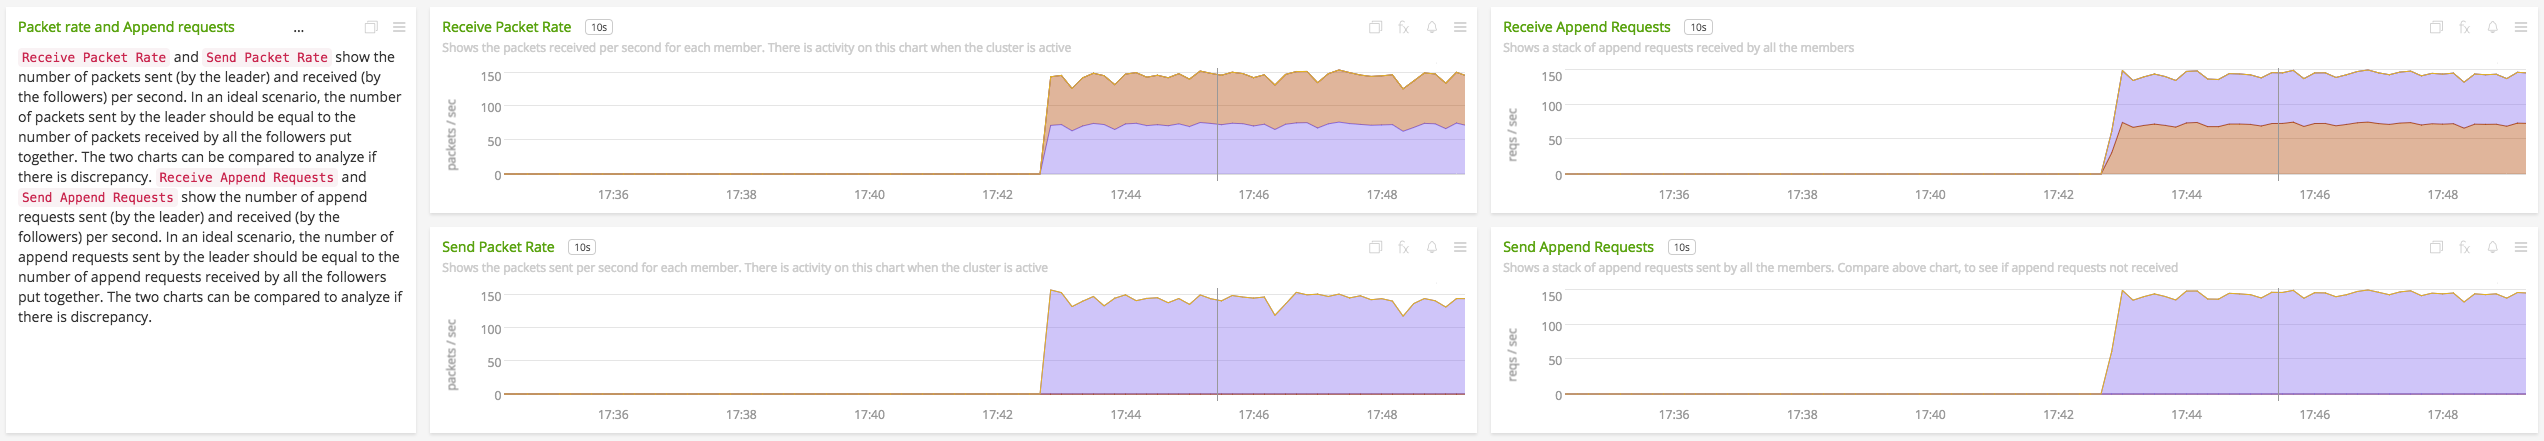 Packet rate and Append requests ...
Receive Packet Rate and Send Packet Rate show the
number of packets sent (by the leader) and received (by
the followers) per second. In an ideal scenario, the number
of packets sent by the leader should be equal to the
number of packets received by all the followers put
together. The two charts can be compared to analyze if
there is discrepancy. Receive Append Requests and
Send Append Requests show the number of append
requests sent (by the leader) and received (by the
followers) per second. In an ideal scenario, the number of
append requests sent by the leader should be equal to the
number of append requests received by all the followers
put together. The two charts can be compared to analyze if
there is discrepancy.
Receive Packet Rate 10s
fx
Shows the packets received per second for each member. There is activity on this chart when the cluster is active
packets / sec
150
100
50
0
17:36 17:38 17:40 17:42 17:44 17:46 17:48
Receive Append Requests 10s
fx
Shows a stack of append requests received by all the members
reqs / sec
150
100
50
0
17:36 17:38 17:40 17:42 17:44 17:46 17:48
Send Packet Rate 10s
fx
Shows the packets sent per second for each member. There is activity on this chart when the cluster is active
packets / sec
150
100
50
0
17:36 17:38 17:40 17:42 17:44 17:46 17:48
Send Append Requests 10s
fx
Shows a stack of append requests sent by all the members. Compare above chart, to see if append requests not received
reqs / sec
150
100
50
0
17:36 17:38 17:40 17:42 17:44 17:46 17:48